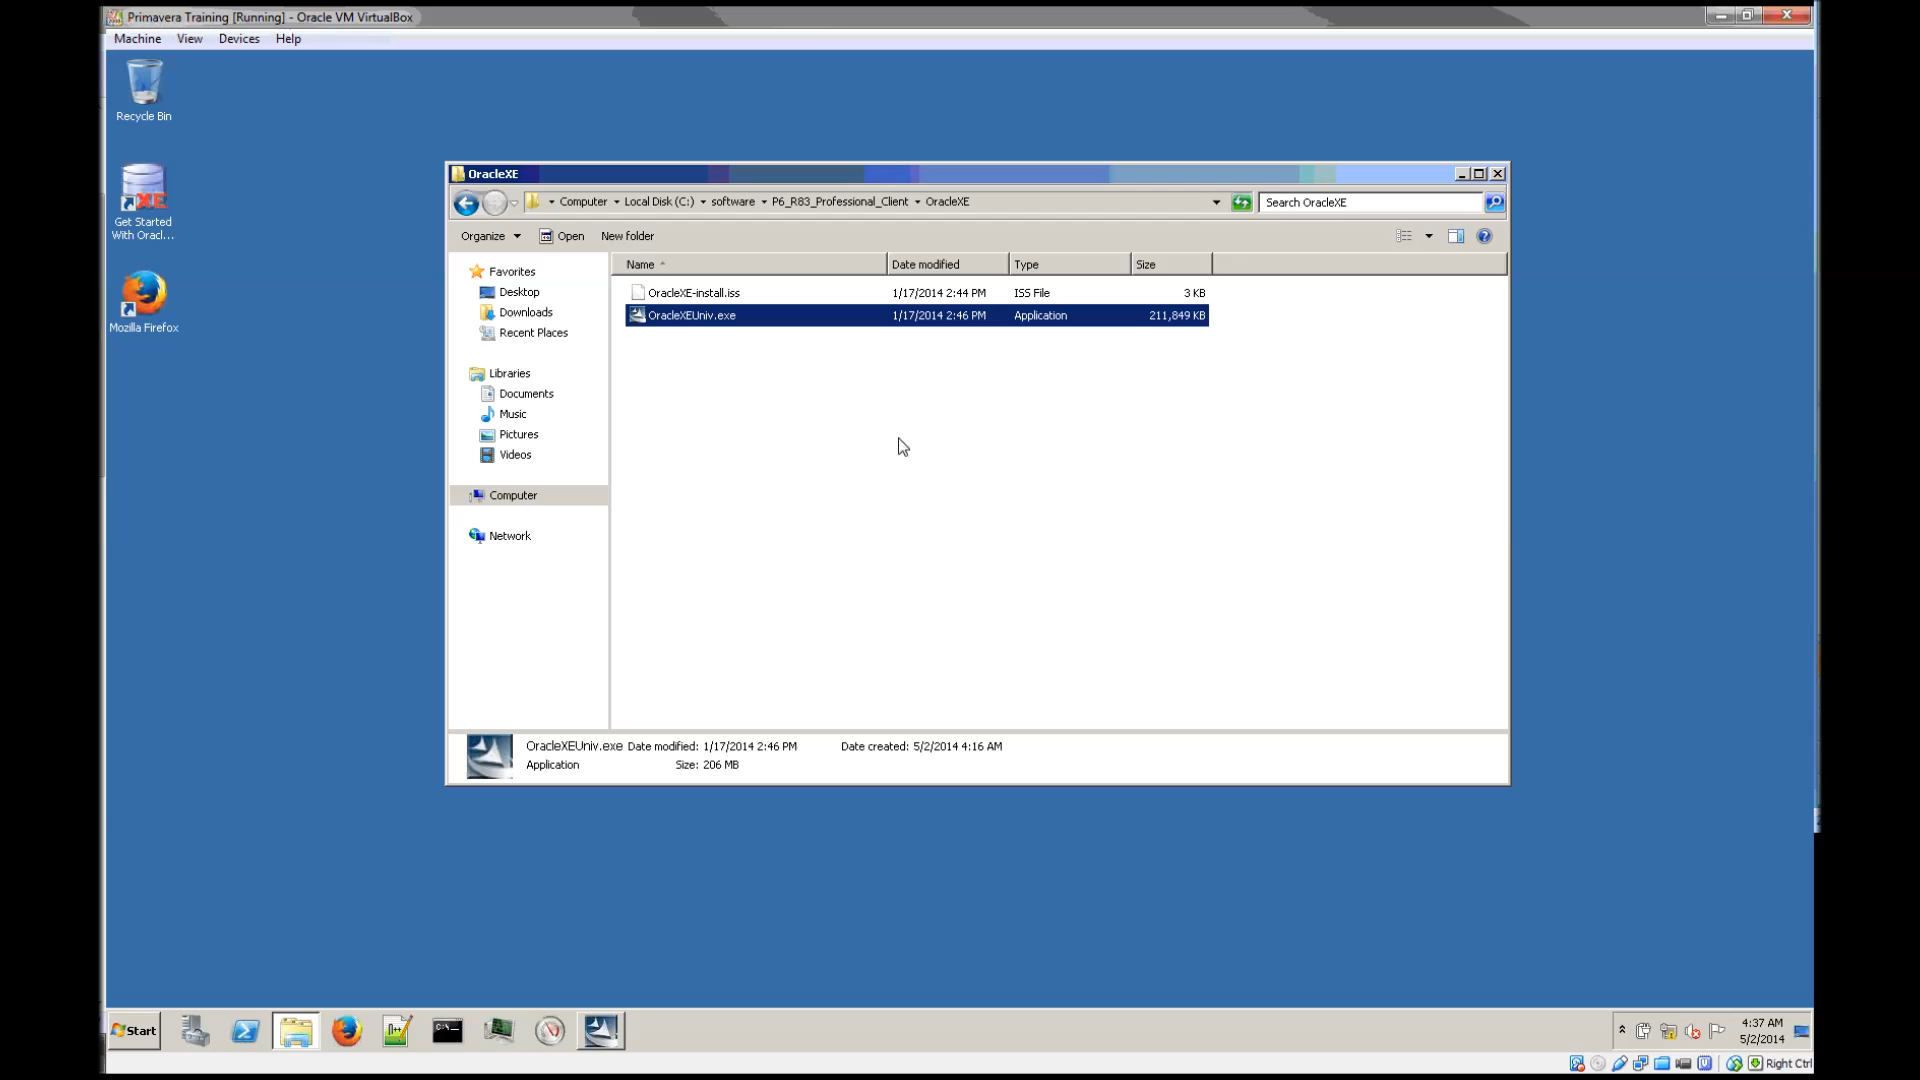 Primavera Training [Running] - Oracle VM VirtualBox
Machine View Devices Help
Recycle Bin
Get Started
With Oracl...
Mozilla Firefox
OracleXE
Computer Local Disk (C:) software P6_R83_Professional_Client OracleXE
Search OracleXE
Organize Open New folder
Favorites
Desktop
Downloads
Recent Places
Libraries
Documents
Music
Pictures
Videos
Computer
Network
Name Date modified Type Size
OracleXE-install.iss 1/17/2014 2:44 PM ISS File 3 KB
OracleXEUniv.exe 1/17/2014 2:46 PM Application 211,849 KB
OracleXEUniv.exe Date modified: 1/17/2014 2:46 PM Date created: 5/2/2014 4:16 AM
Application Size: 206 MB
Start
4:37 AM
5/2/2014
Right Ctrl